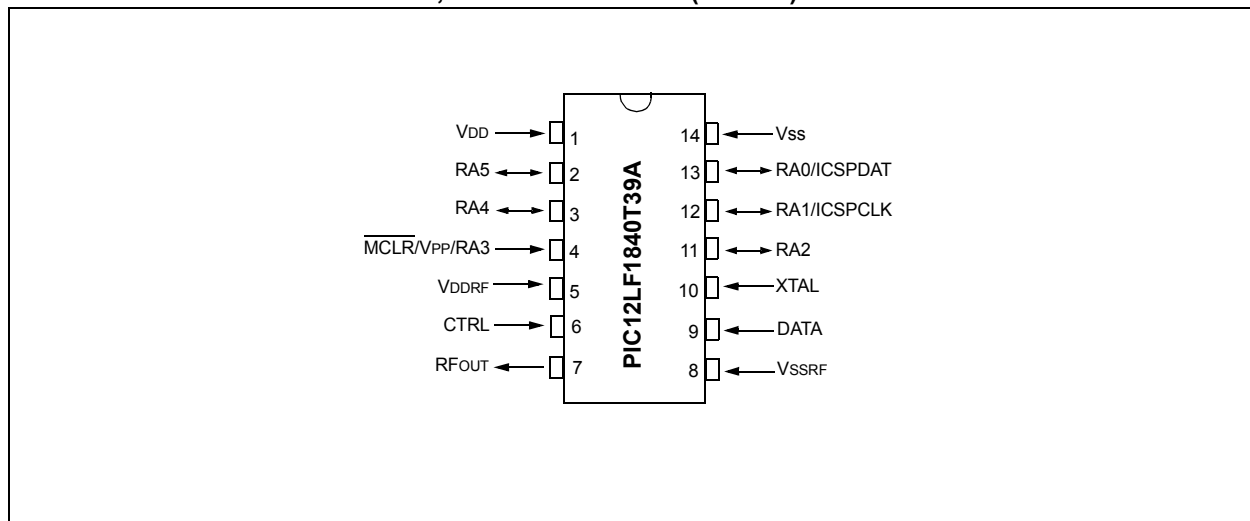 VDD 1
RA5 2
RA4 3
MCLR/VPP/RA3 4
VDDRF 5
CTRL 6
RFOUT 7
PIC12LF1840T39A
14 Vss
13 RA0/ICSPDAT
12 RA1/ICSPCLK
11 RA2
10 XTAL
9 DATA
8 VSSRF